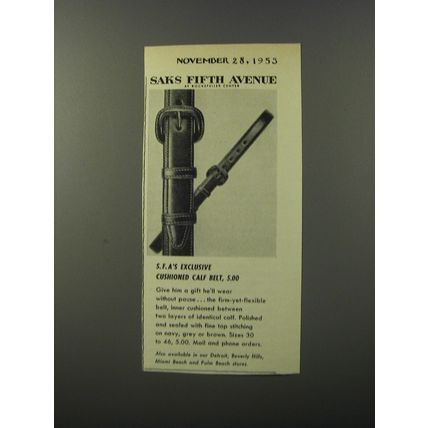 NOVEMBER 28, 1953
SAKS FIFTH AVENUE
AT ROCKEFELLER CENTER
S.F.A'S EXCLUSIVE
CUSHIONED CALF BELT, 5.00
Give him a gift he'll wear
without pause...the firm-yet-flexible
belt, inner cushioned between
two layers of identical calf. Polished
and sealed with fine top stitching
on navy, grey or brown. Sizes 30
to 46, 5.00. Mail and phone orders.
Also available in our Detroit, Beverly Hills,
Miami Beach and Palm Beach stores.